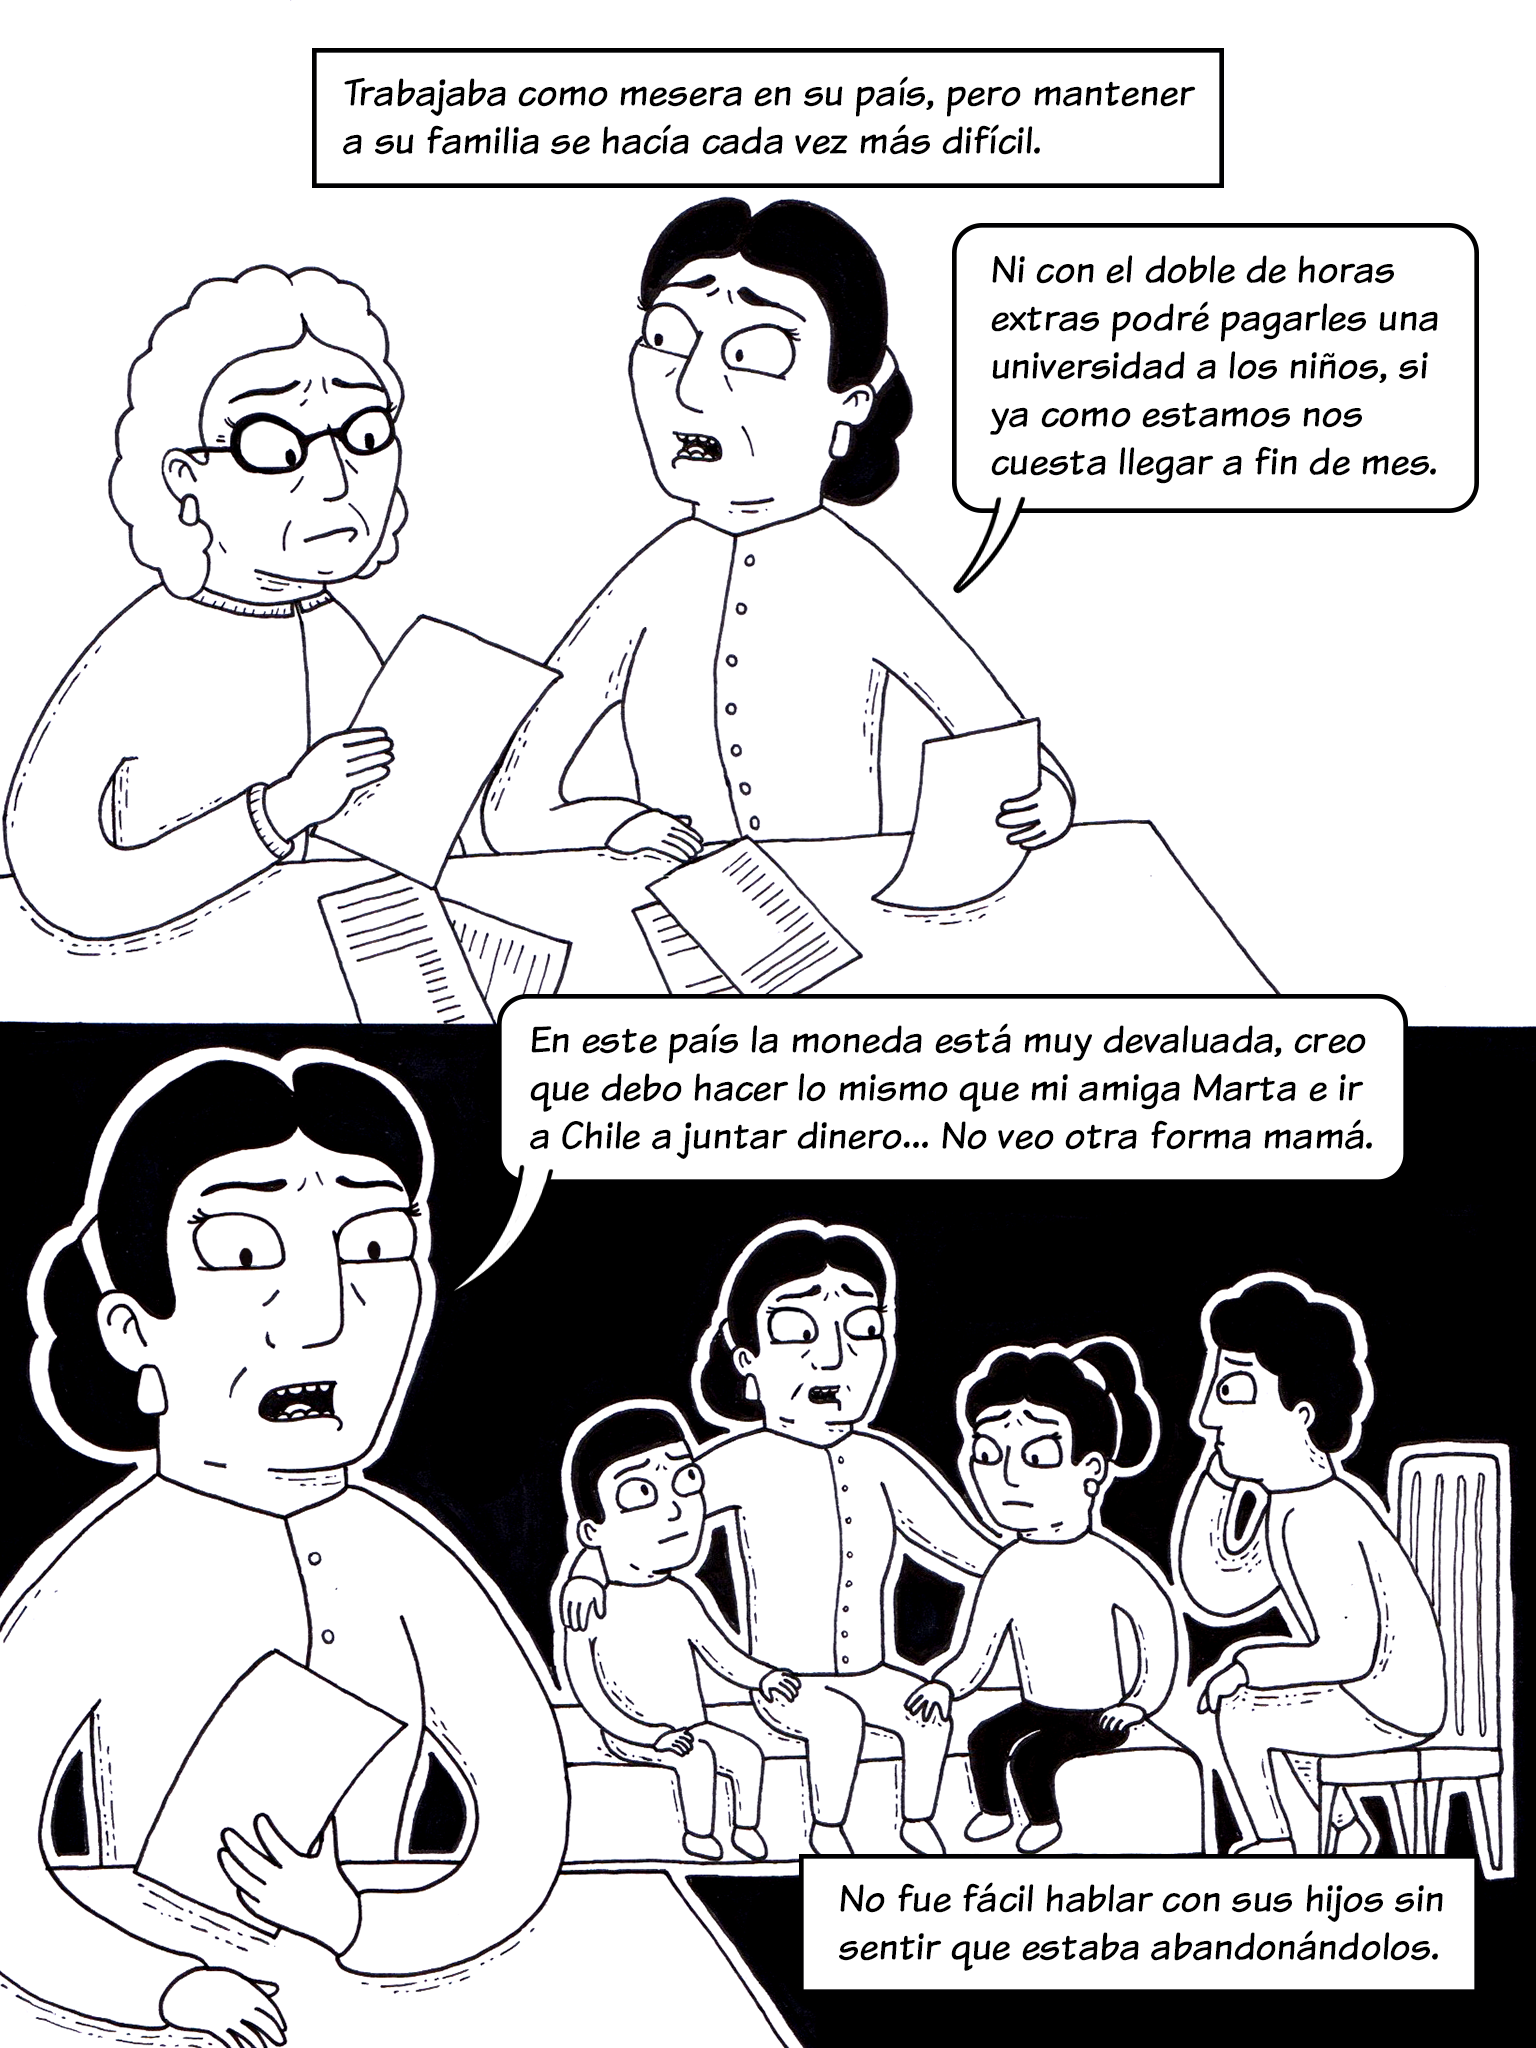 Trabajaba como mesera en su país, pero mantener
a su familia se hacía cada vez más difícil.
Ni con el doble de horas
extras podré pagarles una
universidad a los niños, si
ya como estamos nos
cuesta llegar a fin de mes.
En este país la moneda está muy devaluada, creo
que debo hacer lo mismo que mi amiga Marta e ir
a Chile a juntar dinero... No veo otra forma mamá.
No fue fácil hablar con sus hijos sin
sentir que estaba abandonándolos.